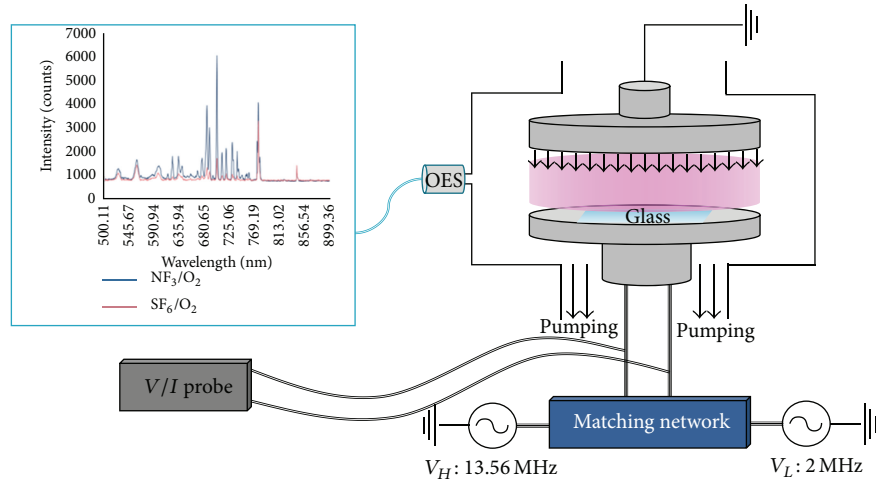 7000
6000
5000
4000
3000
2000
1000
0
Intensity (counts)
500.11
545.67
590.94
635.94
680.65
725.06
769.19
813.02
856.54
899.36
Wavelength (nm)
NF₃/O₂
SF₆/O₂
OES
Glass
Pumping
Pumping
V/I probe
Matching network
V_H: 13.56 MHz
V_L: 2 MHz